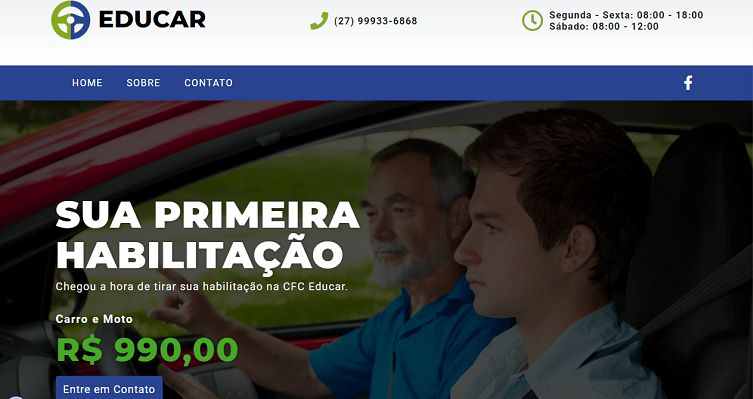 EDUCAR
(27) 99933-6868
Segunda - Sexta: 08:00 - 18:00
Sábado: 08:00 - 12:00
HOME SOBRE CONTATO
SUA PRIMEIRA
HABILITAÇÃO
Chegou a hora de tirar sua habilitação na CFC Educar.
Carro e Moto
R$ 990,00
Entre em Contato